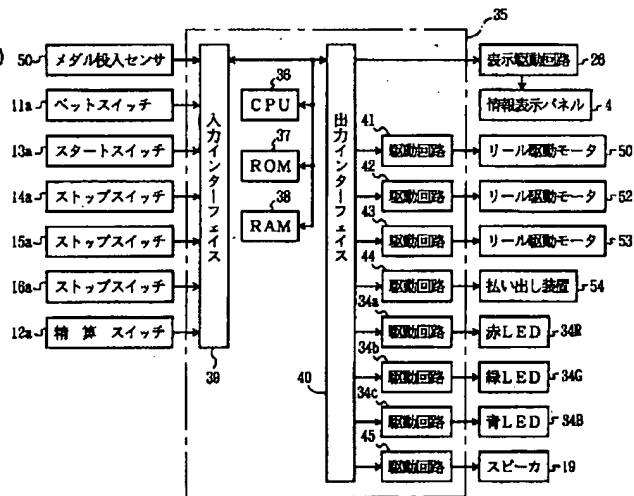 35
50 メダル投入センサ
11a ベットスイッチ
13a スタートスイッチ
14a ストップスイッチ
15a ストップスイッチ
16a ストップスイッチ
12a 精算 スイッチ
入力インターフェイス
39
36
CPU
37
ROM
38
RAM
出力インターフェイス
40
表示駆動回路 26
情報表示パネル 4
41
駆動回路 リール駆動モータ 50
42
駆動回路 リール駆動モータ 52
43
駆動回路 リール駆動モータ 53
44
駆動回路 払い出し装置 54
34a
駆動回路 赤LED 34R
34b
駆動回路 緑LED 34G
34c
駆動回路 青LED 34B
45
駆動回路 スピーカ 19